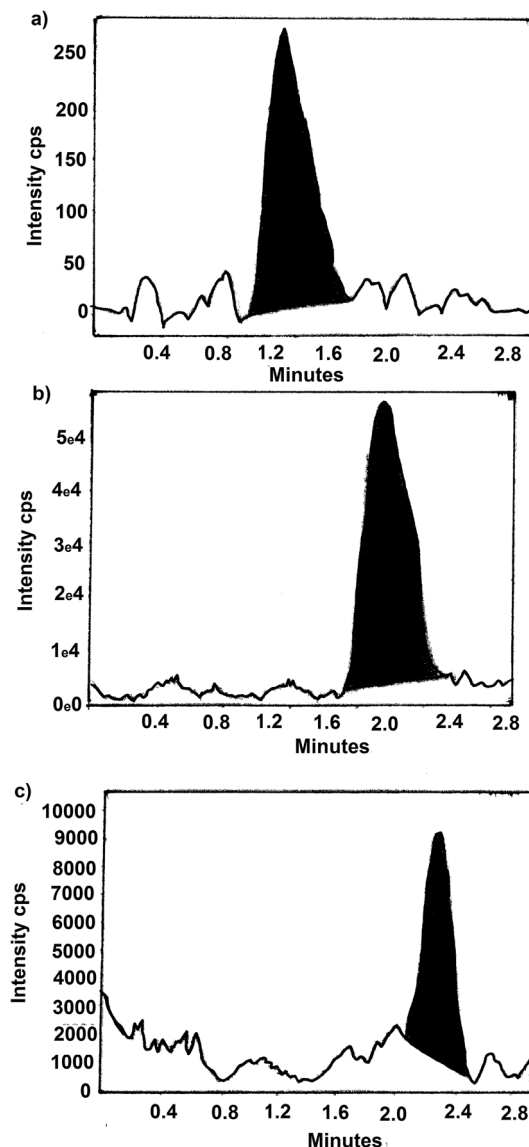 a)
250
200
150
100
50
0
Intensity cps
0.4 0.8 1.2 1.6 2.0 2.4 2.8
Minutes
b)
5e4
4e4
3e4
2e4
1e4
0e0
Intensity cps
0.4 0.8 1.2 1.6 2.0 2.4 2.8
Minutes
c)
10000
9000
8000
7000
6000
5000
4000
3000
2000
1000
0
Intensity cps
0.4 0.8 1.2 1.6 2.0 2.4 2.8
Minutes